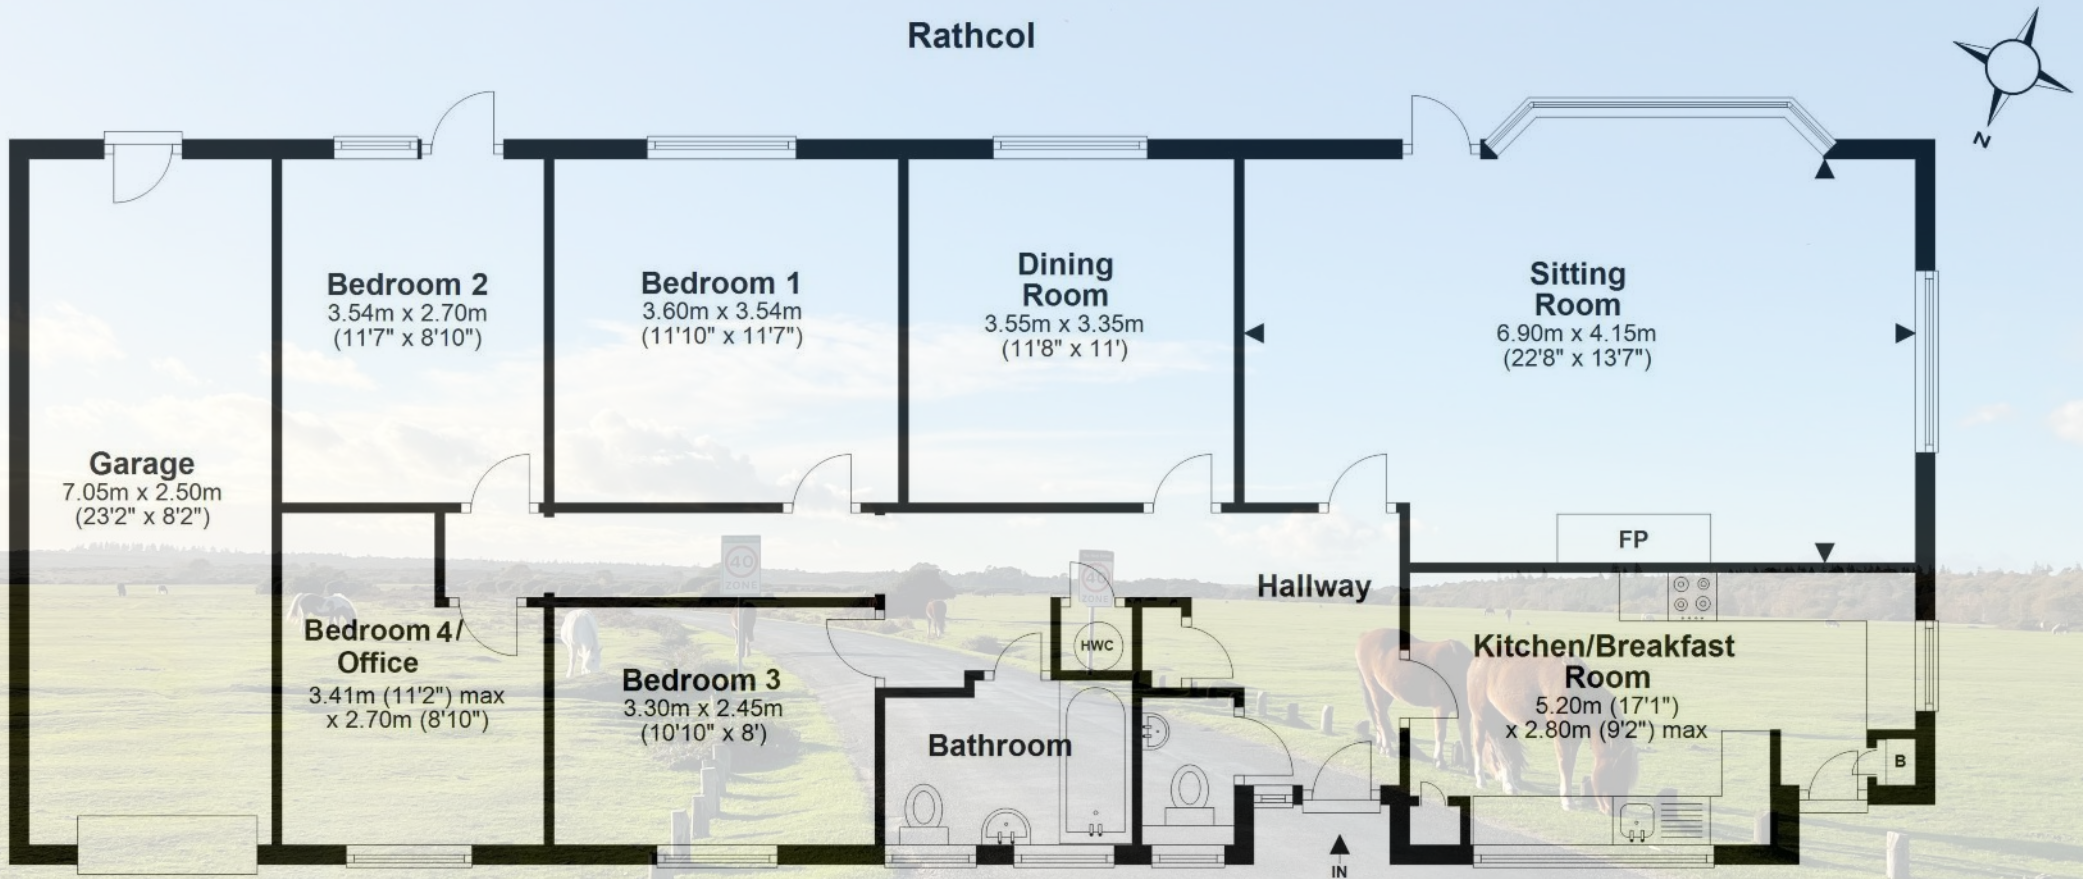 Rathcol
N
Bedroom 2
3.54m x 2.70m
(11'7" x 8'10")
Bedroom 1
3.60m x 3.54m
(11'10" x 11'7")
Dining
Room
3.55m x 3.35m
(11'8" x 11')
Sitting
Room
6.90m x 4.15m
(22'8" x 13'7")
Garage
7.05m x 2.50m
(23'2" x 8'2")
FP
40
ZONE
40
ZONE
Hallway
Bedroom 4/
Office
3.41m (11'2") max
x 2.70m (8'10")
Bedroom 3
3.30m x 2.45m
(10'10" x 8')
HWC
Bathroom
Kitchen/Breakfast
Room
5.20m (17'1")
x 2.80m (9'2") max
B
IN